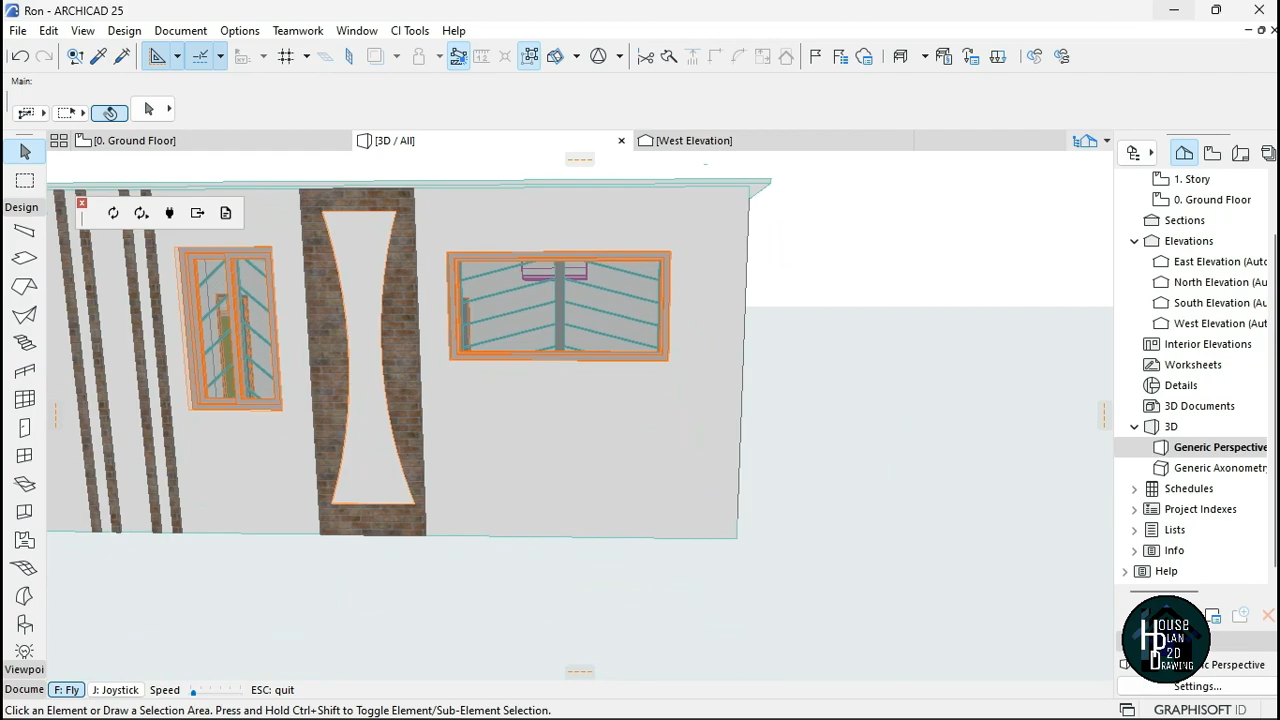 Ron - ARCHICAD 25
File Edit View Design Document Options Teamwork Window CI Tools Help
Main:
[0. Ground Floor] [3D / All] [West Elevation]
Design
1. Story
0. Ground Floor
Sections
Elevations
East Elevation (Auto
North Elevation (Au
South Elevation (Au
West Elevation (Aut
Interior Elevations
Worksheets
Details
3D Documents
3D
Generic Perspective
Generic Axonometr
Schedules
Project Indexes
Lists
Info
Help
HOUSE
PLAN
2D
DRAWING
Viewpoi
Perspective
Docume F: Fly J: Joystick Speed ESC: quit
Settings...
Click an Element or Draw a Selection Area. Press and Hold Ctrl+Shift to Toggle Element/Sub-Element Selection.
GRAPHISOFT ID